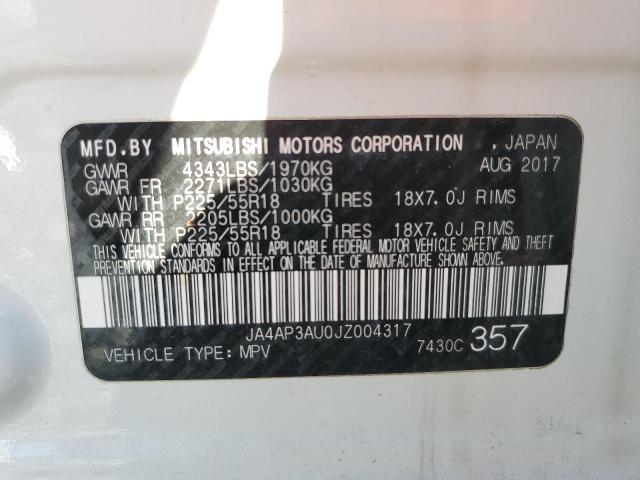 MFD.BY MITSUBISHI MOTORS CORPORATION , JAPAN
GVWR 4343LBS/1970KG AUG 2017
GAWR FR 2271LBS/1030KG
WITH P225/55R18 TIRES 18X7.0J RIMS
GAWR RR 2205LBS/1000KG
WITH P225/55R18 TIRES 18X7.0J RIMS
THIS VEHICLE CONFORMS TO ALL APPLICABLE FEDERAL MOTOR VEHICLE SAFETY AND THEFT
PREVENTION STANDARDS IN EFFECT ON THE DATE OF MANUFACTURE SHOWN ABOVE.
JA4AP3AU0JZ004317
VEHICLE TYPE: MPV 7430C 357